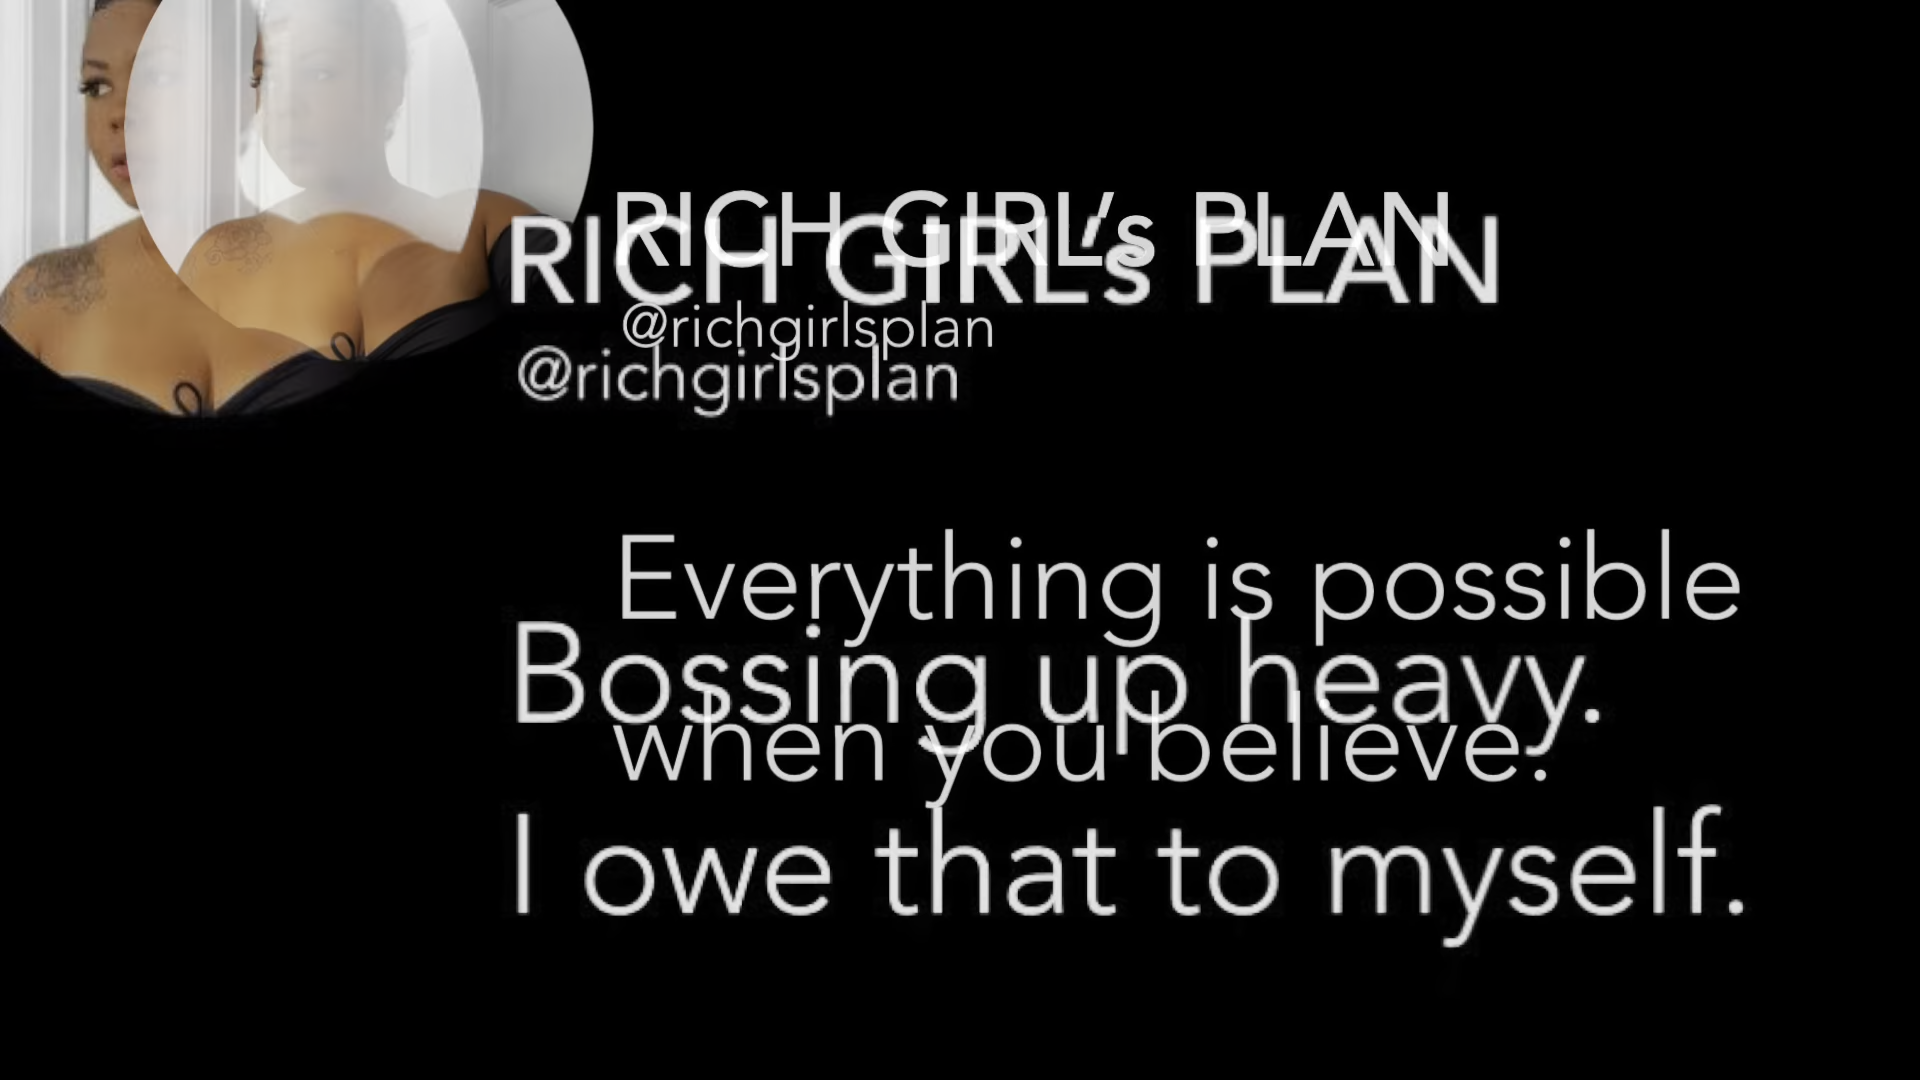 RICH GIRL’s PLAN
RICH GIRL’s PLAN
@richgirlsplan
@richgirlsplan
Everything is possible
Bossing up heavy.
when you believe.
I owe that to myself.